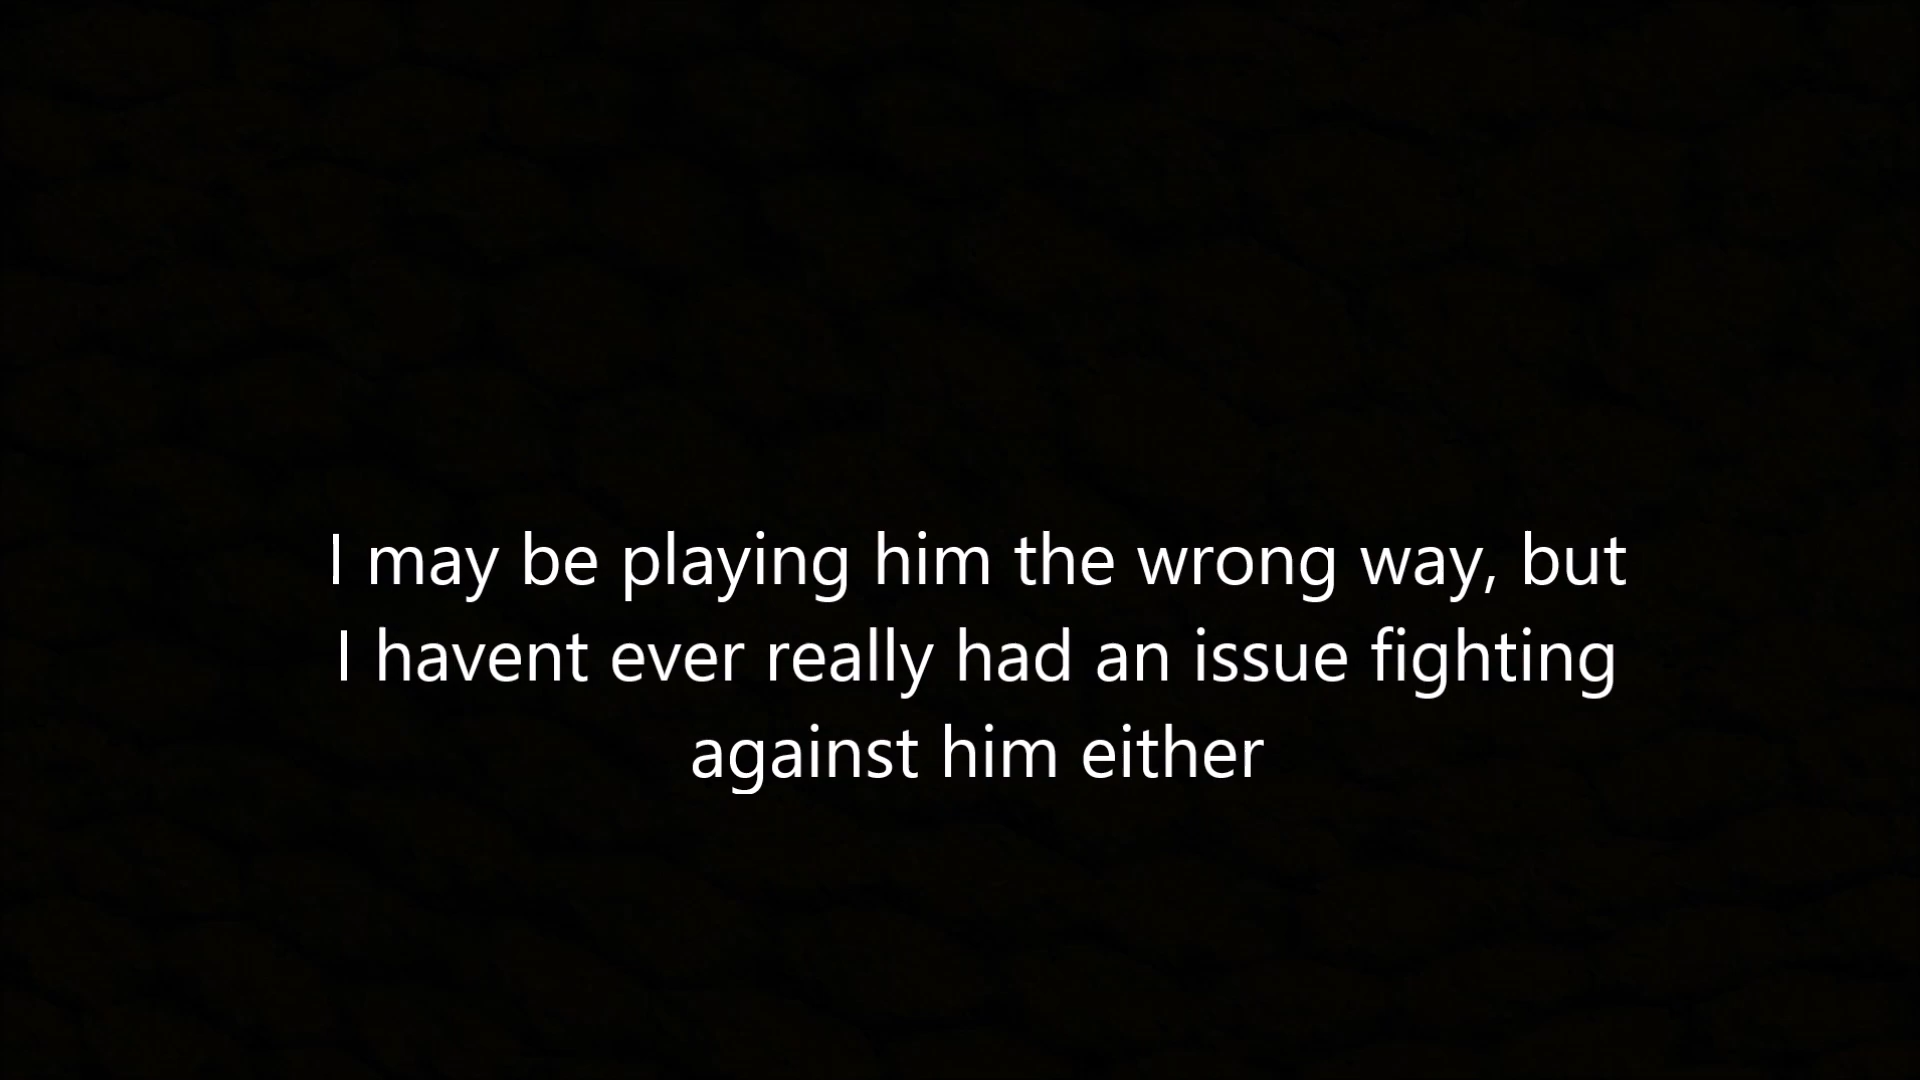 I may be playing him the wrong way, but
I havent ever really had an issue fighting
against him either